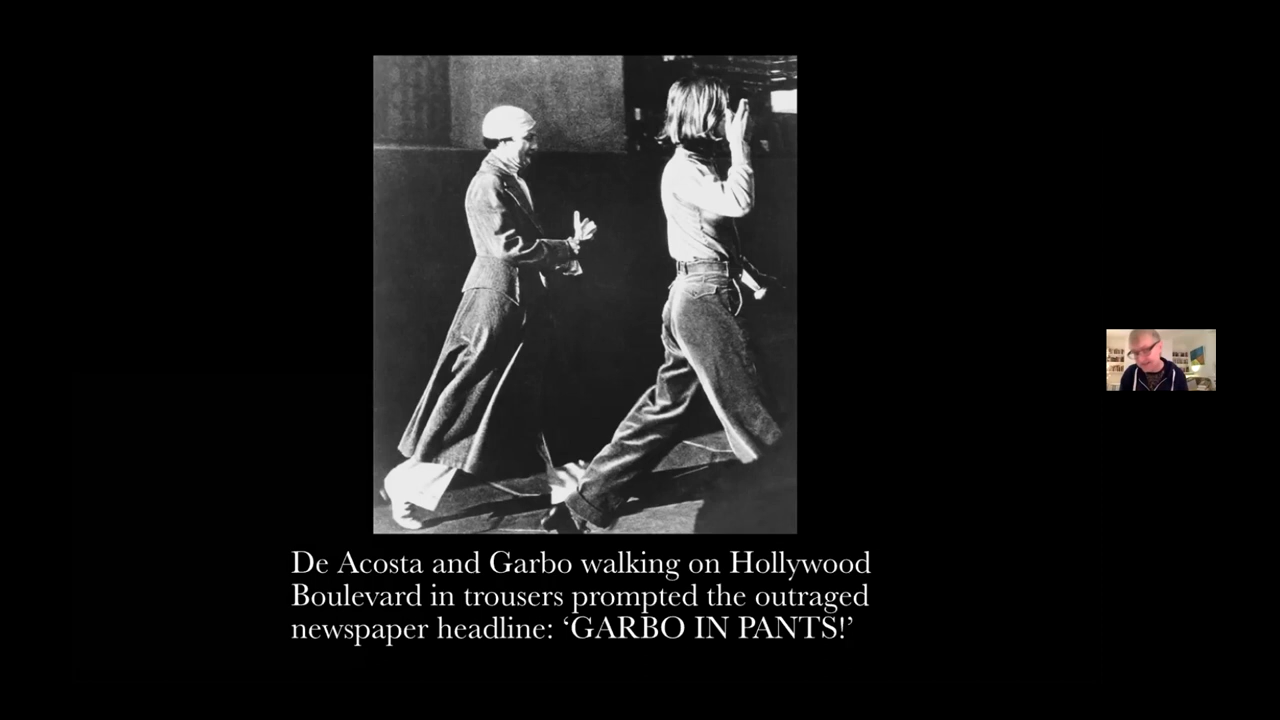 De Acosta and Garbo walking on Hollywood
Boulevard in trousers prompted the outraged
newspaper headline: ‘GARBO IN PANTS!’